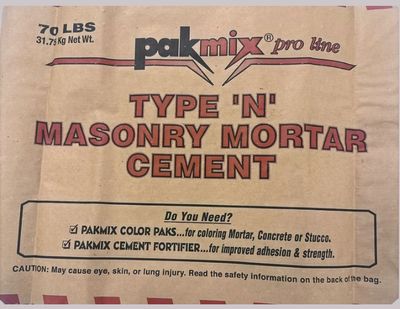 70 LBS
31.75 Kg Net Wt.
pakmix® pro line
TYPE 'N'
MASONRY MORTAR
CEMENT
Do You Need?
☑ PAKMIX COLOR PAKS...for coloring Mortar, Concrete or Stucco.
☑ PAKMIX CEMENT FORTIFIER...for improved adhesion & strength.
CAUTION: May cause eye, skin, or lung injury. Read the safety information on the back of the bag.